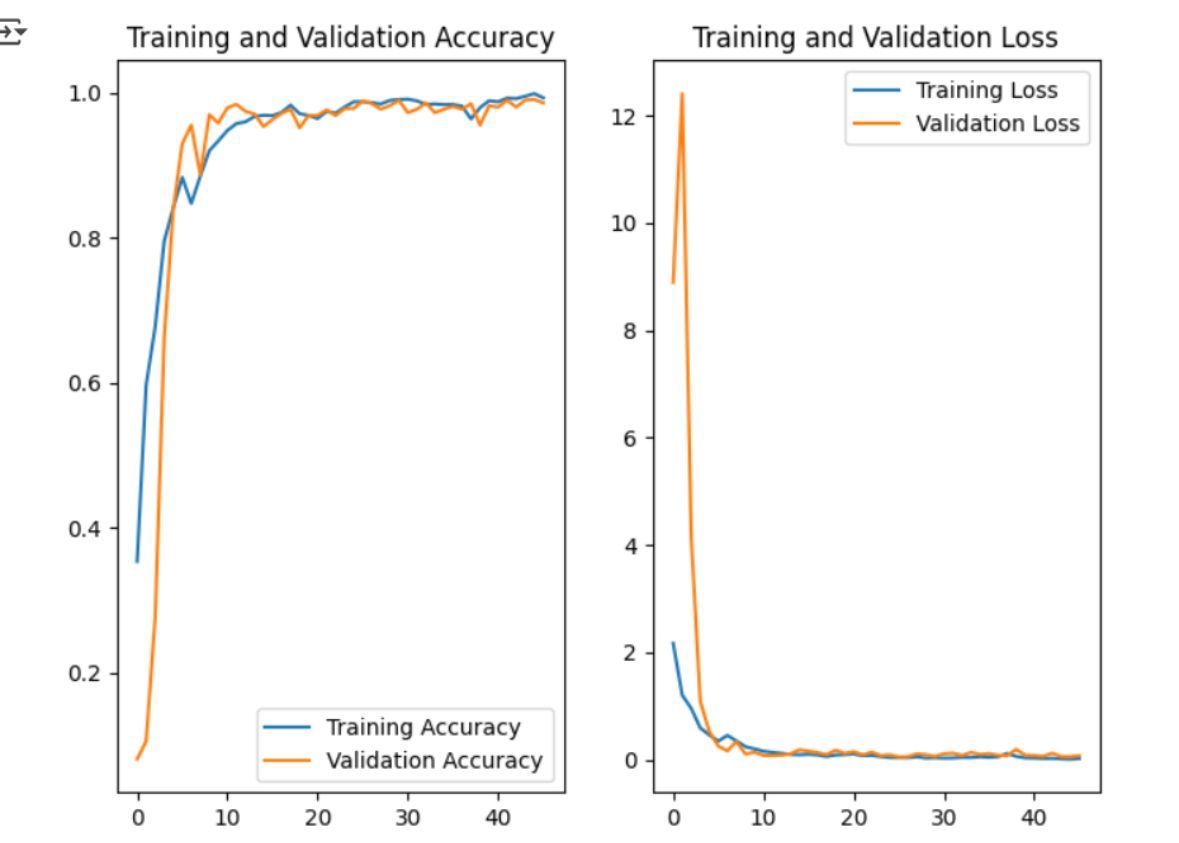 Training and Validation Accuracy
1.0
0.8
0.6
0.4
0.2
Training Accuracy
Validation Accuracy
0 10 20 30 40
Training and Validation Loss
Training Loss
Validation Loss
12
10
8
6
4
2
0
0 10 20 30 40